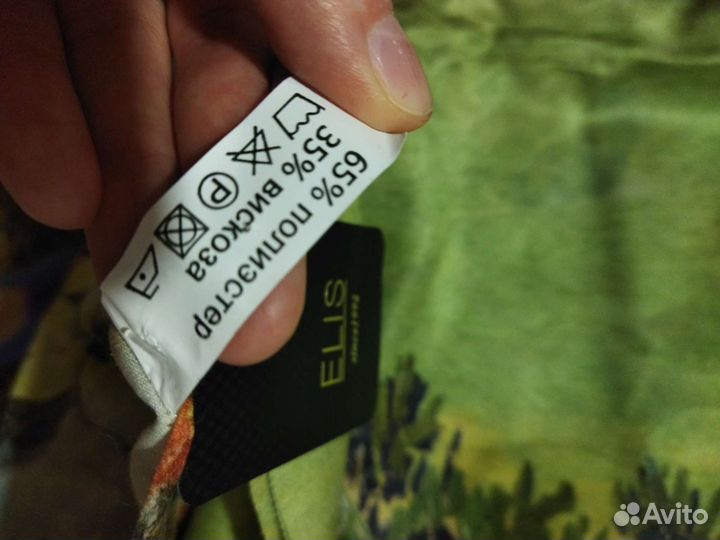 65% полиэстер
35% вискоза
P
ELIS
Avito